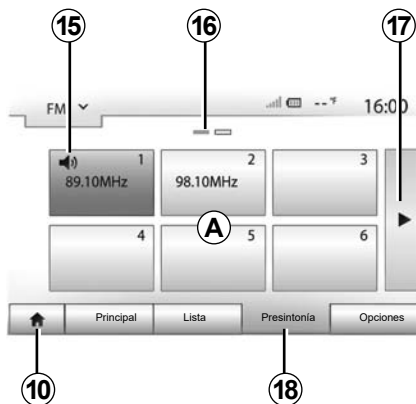 15 16 17
FM --°F 16:00
1 2 3
89.10MHz 98.10MHz
A
4 5 6
Principal Lista Presintonía Opciones
10 18